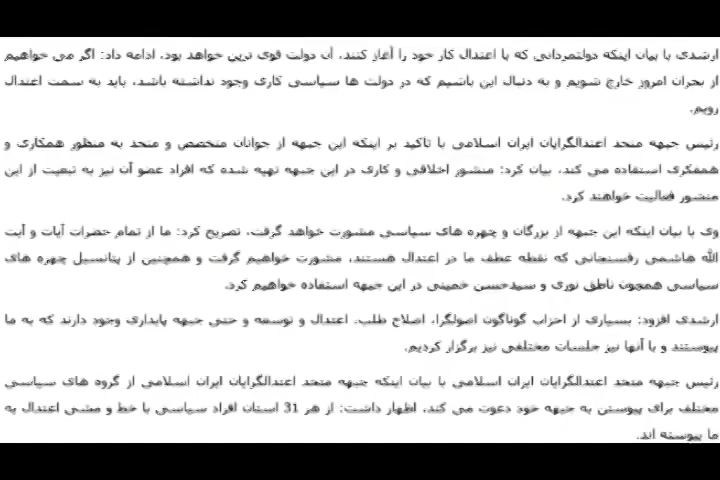 ارشدی با بیان اینکه دولتمردانی که با اعتدال کار خود را آغاز کنند، آن دولت قوی ترین خواهد بود، ادامه داد: اگر می خواهیم
از بحران امروز خارج شویم و به دنبال این باشیم که در دولت ها سیاسی کاری وجود نداشته باشد، باید به سمت اعتدال
رویم.
رئیس جبهه متحد اعتدالگرایان ایران اسلامی با تاکید بر اینکه این جبهه از جوانان متخصص و متحد به منظور همکاری و
همفکری استفاده می کند، بیان کرد: منشور اخلاقی و کاری در این جبهه تهیه شده که افراد عضو آن نیز به تبعیت از این
منشور فعالیت خواهند کرد.
وی با بیان اینکه این جبهه از بزرگان و چهره های سیاسی مشورت خواهد گرفت، تصریح کرد: ما از تمام حضرات آیات و آیت
الله هاشمی رفسنجانی که نقطه عطف ما در اعتدال هستند، مشورت خواهیم گرفت و همچنین از پتانسیل چهره های
سیاسی همچون ناطق نوری و سیدحسن خمینی در این جبهه استفاده خواهیم کرد.
ارشدی افزود: بسیاری از احزاب گوناگون اصولگرا، اصلاح طلب، اعتدال و توسعه و حتی جبهه پایداری وجود دارند که به ما
پیوستند و با آنها نیز جلسات مختلفی نیز برگزار کردیم.
رئیس جبهه متحد اعتدالگرایان ایران اسلامی با بیان اینکه جبهه متحد اعتدالگرایان ایران اسلامی از گروه های سیاسی
مختلف برای پیوستن به جبهه خود دعوت می کند، اظهار داشت: از هر 31 استان افراد سیاسی با خط و مشی اعتدال به
ما پیوسته اند.